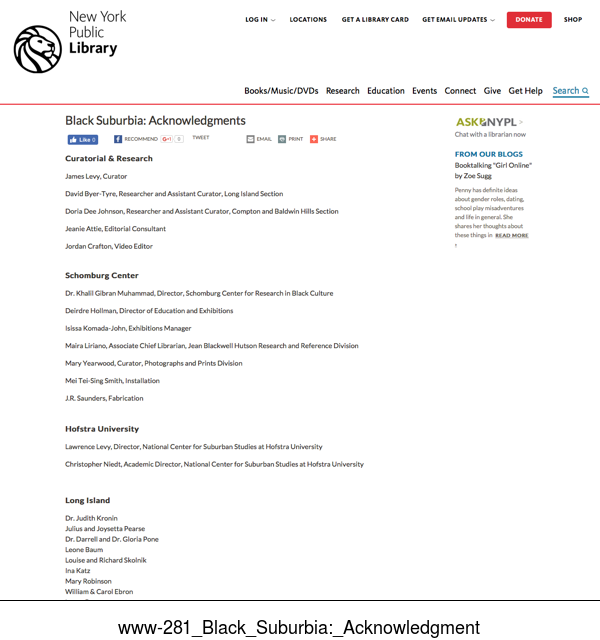 New York
Public
Library
LOG IN
LOCATIONS
GET A LIBRARY CARD
GET EMAIL UPDATES
DONATE
SHOP
Books/Music/DVDs Research Education Events Connect Give Get Help Search
Black Suburbia: Acknowledgments
Like 0
RECOMMEND
G+1 0
TWEET
EMAIL
PRINT
SHARE
Curatorial & Research
James Levy, Curator
David Byer-Tyre, Researcher and Assistant Curator, Long Island Section
Doria Dee Johnson, Researcher and Assistant Curator, Compton and Baldwin Hills Section
Jeanie Attie, Editorial Consultant
Jordan Crafton, Video Editor
Schomburg Center
Dr. Khalil Gibran Muhammad, Director, Schomburg Center for Research in Black Culture
Deirdre Hollman, Director of Education and Exhibitions
Isissa Komada-John, Exhibitions Manager
Maira Liriano, Associate Chief Librarian, Jean Blackwell Hutson Research and Reference Division
Mary Yearwood, Curator, Photographs and Prints Division
Mei Tei-Sing Smith, Installation
J.R. Saunders, Fabrication
Hofstra University
Lawrence Levy, Director, National Center for Suburban Studies at Hofstra University
Christopher Niedt, Academic Director, National Center for Suburban Studies at Hofstra University
Long Island
Dr. Judith Kronin
Julius and Joysetta Pearse
Dr. Darrell and Dr. Gloria Pone
Leone Baum
Louise and Richard Skolnik
Ina Katz
Mary Robinson
William & Carol Ebron
ASK NYPL >
Chat with a librarian now
FROM OUR BLOGS
Booktalking "Girl Online"
by Zoe Sugg
Penny has definite ideas
about gender roles, dating,
school play misadventures
and life in general. She
shares her thoughts about
these things in READ MORE
www-281_Black_Suburbia:_Acknowledgment